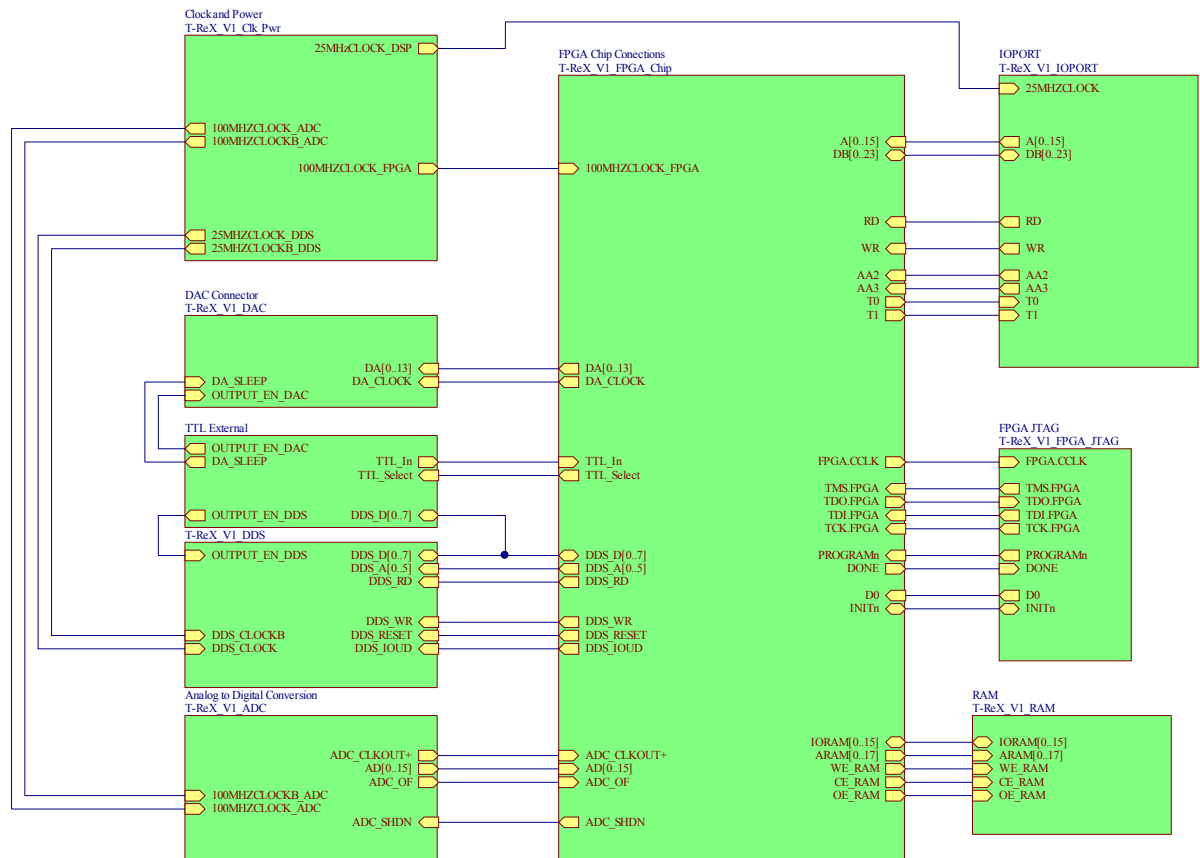 Clock and Power
T-ReX_V1_Clk_Pwr
25MHzCLOCK_DSP
100MHZCLOCK_ADC
100MHZCLOCKB_ADC
100MHZCLOCK_FPGA
25MHZCLOCK_DDS
25MHZCLOCKB_DDS
DAC Connector
T-ReX_V1_DAC
DA[0..13]
DA_SLEEP
DA_CLOCK
OUTPUT_EN_DAC
TTL External
OUTPUT_EN_DAC
DA_SLEEP
TTL_In
TTL_Select
OUTPUT_EN_DDS
DDS_D[0..7]
T-ReX_V1_DDS
OUTPUT_EN_DDS
DDS_D[0..7]
DDS_A[0..5]
DDS_RD
DDS_WR
DDS_CLOCKB
DDS_RESET
DDS_CLOCK
DDS_IOUD
Analog to Digital Conversion
T-ReX_V1_ADC
ADC_CLKOUT+
AD[0..15]
ADC_OF
100MHZCLOCKB_ADC
100MHZCLOCK_ADC
ADC_SHDN
FPGA Chip Conections
T-ReX_V1_FPGA_Chip
A[0..15]
DB[0..23]
100MHZCLOCK_FPGA
RD
WR
AA2
AA3
T0
T1
DA[0..13]
DA_CLOCK
TTL_In
FPGA.CCLK
TTL_Select
TMS.FPGA
TDO.FPGA
TDI.FPGA
TCK.FPGA
DDS_D[0..7]
PROGRAMn
DDS_A[0..5]
DONE
DDS_RD
D0
INITn
DDS_WR
DDS_RESET
DDS_IOUD
IORAM[0..15]
ADC_CLKOUT+
ARAM[0..17]
AD[0..15]
WE_RAM
ADC_OF
CE_RAM
OE_RAM
ADC_SHDN
IOPORT
T-ReX_V1_IOPORT
25MHZCLOCK
A[0..15]
DB[0..23]
RD
WR
AA2
AA3
T0
T1
FPGA JTAG
T-ReX_V1_FPGA_JTAG
FPGA.CCLK
TMS.FPGA
TDO.FPGA
TDI.FPGA
TCK.FPGA
PROGRAMn
DONE
D0
INITn
RAM
T-ReX_V1_RAM
IORAM[0..15]
ARAM[0..17]
WE_RAM
CE_RAM
OE_RAM